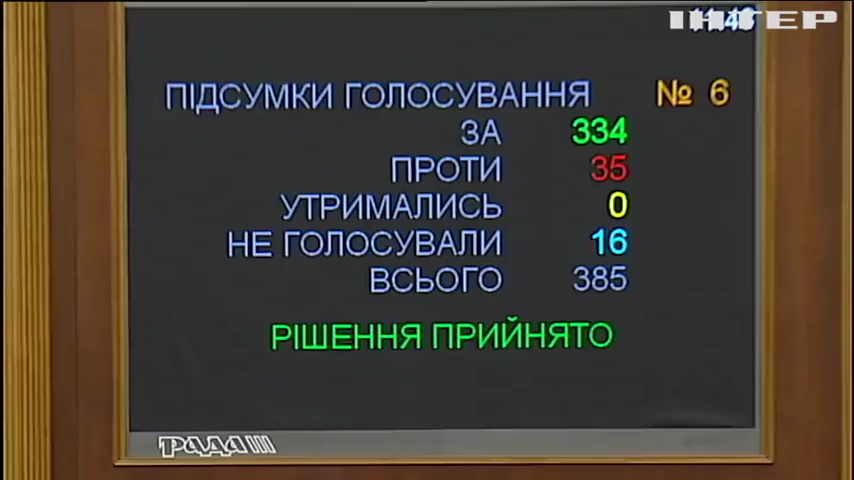 ІНТЕР
ПІДСУМКИ ГОЛОСУВАННЯ № 6
ЗА 334
ПРОТИ 35
УТРИМАЛИСЬ 0
НЕ ГОЛОСУВАЛИ 16
ВСЬОГО 385
РІШЕННЯ ПРИЙНЯТО
РАДА